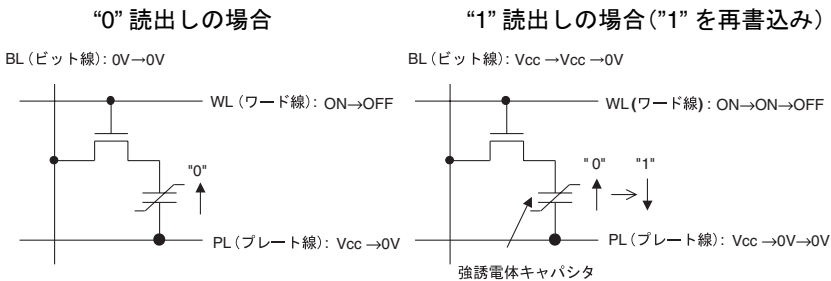 “0” 読出しの場合
BL（ビット線）: 0V→0V
WL（ワード線）: ON→OFF
"0"
PL（プレート線）: Vcc →0V
“1” 読出しの場合("1" を再書込み)
BL（ビット線）: Vcc →Vcc →0V
WL(ワード線) : ON→ON→OFF
" 0" "1"
PL（プレート線）: Vcc →0V→0V
強誘電体キャパシタ